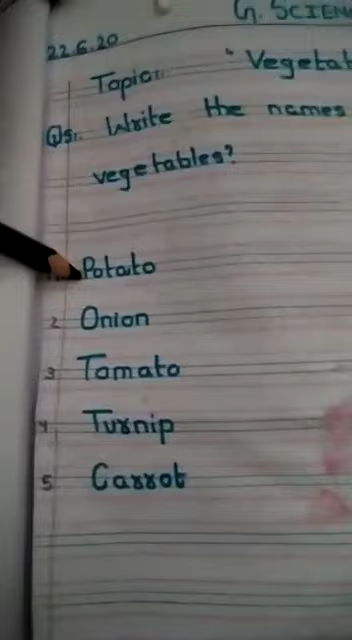 G. SCIEN
22.6.20
Topic: "Vegetab
Q5: Write the names
vegetables?
Potato
2 Onion
3 Tomato
4 Turnip
5 Carrot